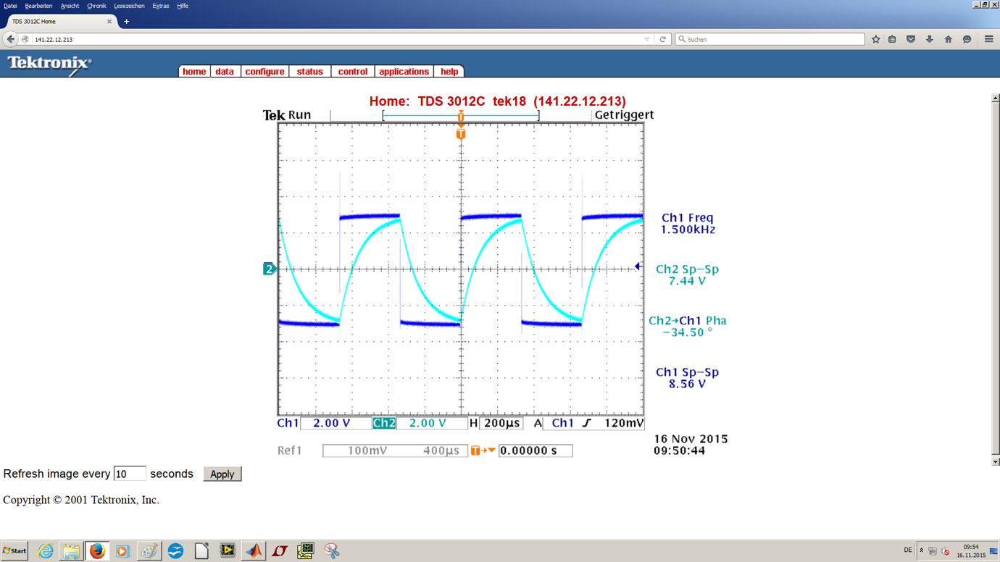 Datei Bearbeiten Ansicht Chronik Lesezeichen Extras Hilfe
TDS 3012C Home
141.22.12.213
Suchen
Tektronix®
home data configure status control applications help
Home: TDS 3012C tek18 (141.22.12.213)
Tek Run
Getriggert
T
T
Ch1 Freq
1.500kHz
2
Ch2 Sp-Sp
7.44 V
Ch2→Ch1 Pha
-34.50 °
Ch1 Sp-Sp
8.56 V
Ch1 2.00 V Ch2 2.00 V H 200µs A Ch1 120mV
Ref1 100mV 400µs T→▼ 0.00000 s
16 Nov 2015
09:50:44
Refresh image every 10 seconds Apply
Copyright © 2001 Tektronix, Inc.
Start
DE
09:54
16.11.2015